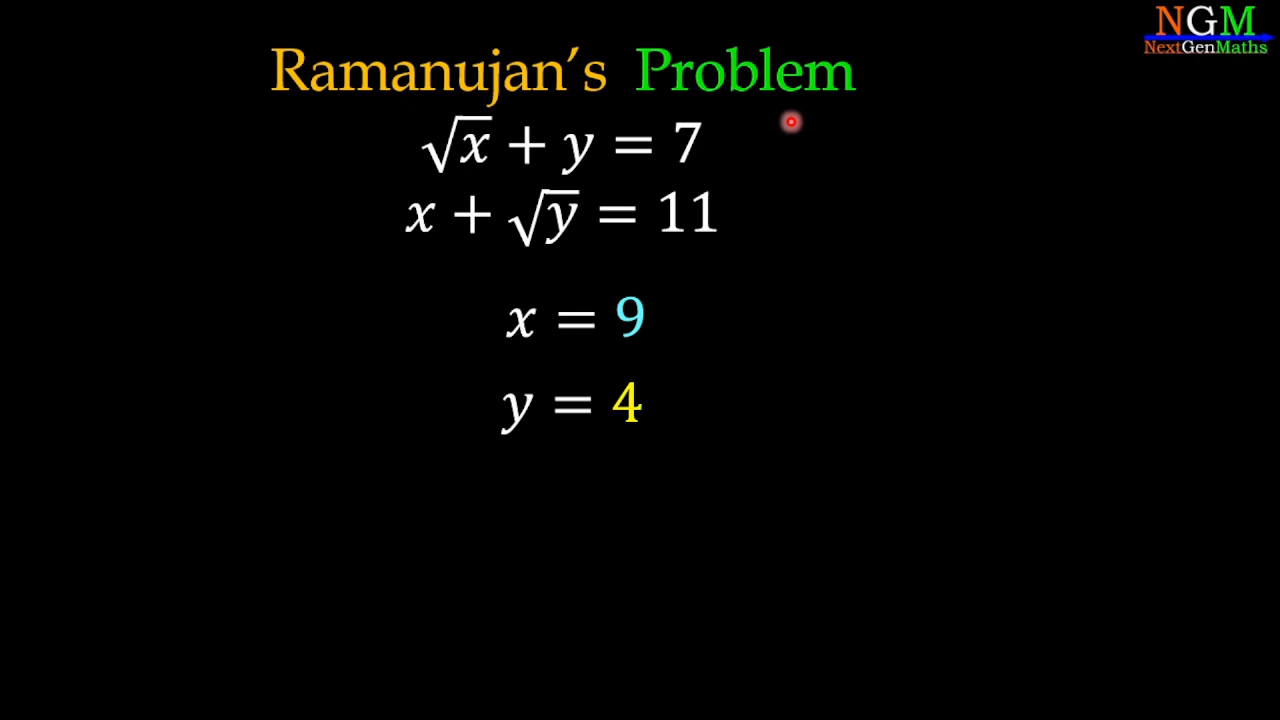 NGM
NextGenMaths
Ramanujan’s Problem
√x + y = 7
x + √y = 11
x = 9
y = 4